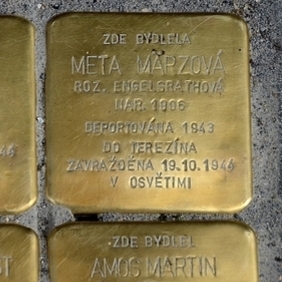 ZDE BYDLELA
META MÄRZOVÁ
ROZ. ENGELSRATHOVÁ
NAR. 1906
DEPORTOVÁNA 1943
DO TEREZÍNA
ZAVRAŽDĚNA 19.10.1944
V OSVĚTIMI
ZDE BYDLEL
AMOS MARTIN